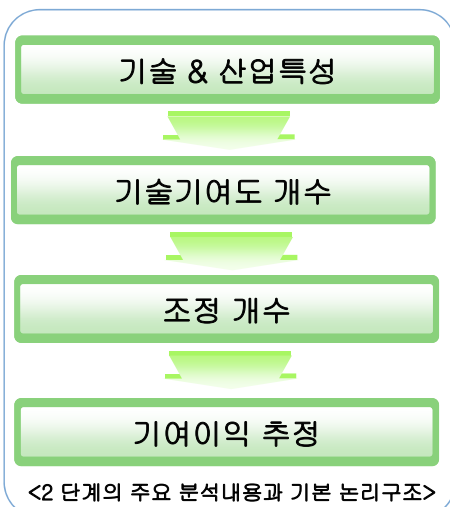 기술 & 산업특성
기술기여도 개수
조정 개수
기여이익 추정
<2 단계의 주요 분석내용과 기본 논리구조>